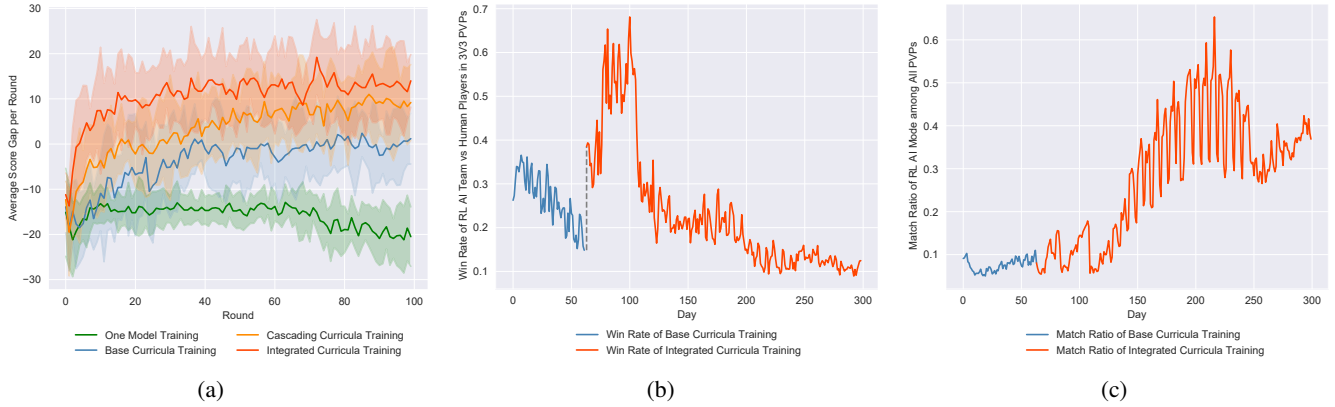 30
20
10
0
−10
−20
−30
0
20
40
60
80
100
Average Score Gap per Round
Round
One Model Training
Base Curricula Training
Cascading Curricula Training
Integrated Curricula Training
(a)
0.7
0.6
0.5
0.4
0.3
0.2
0.1
0
50
100
150
200
250
300
Win Rate of RL AI Team vs Human Players in 3V3 PVPs
Day
Win Rate of Base Curricula Training
Win Rate of Integrated Curricula Training
(b)
0.6
0.5
0.4
0.3
0.2
0.1
0
50
100
150
200
250
300
Match Ratio of RL AI Mode among All PVPs
Day
Match Ratio of Base Curricula Training
Match Ratio of Integrated Curricula Training
(c)